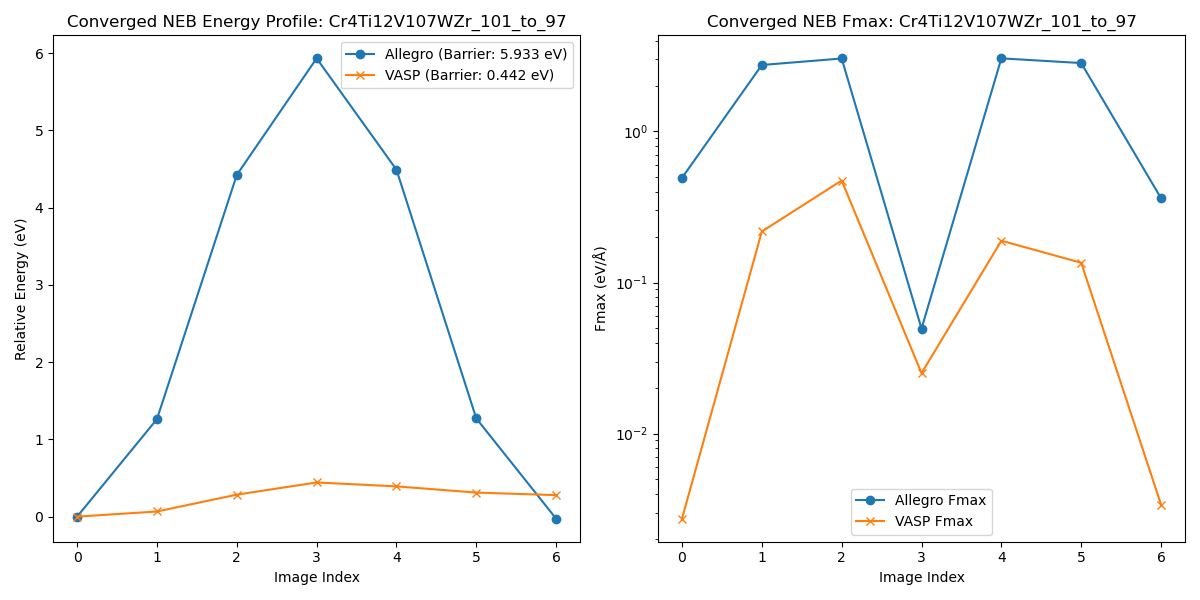 Converged NEB Energy Profile: Cr4Ti12V107WZr_101_to_97
Allegro (Barrier: 5.933 eV)
VASP (Barrier: 0.442 eV)
6
5
4
3
2
1
0
Relative Energy (eV)
0 1 2 3 4 5 6
Image Index
Converged NEB Fmax: Cr4Ti12V107WZr_101_to_97
10⁰
10⁻¹
10⁻²
Fmax (eV/Å)
Allegro Fmax
VASP Fmax
0 1 2 3 4 5 6
Image Index